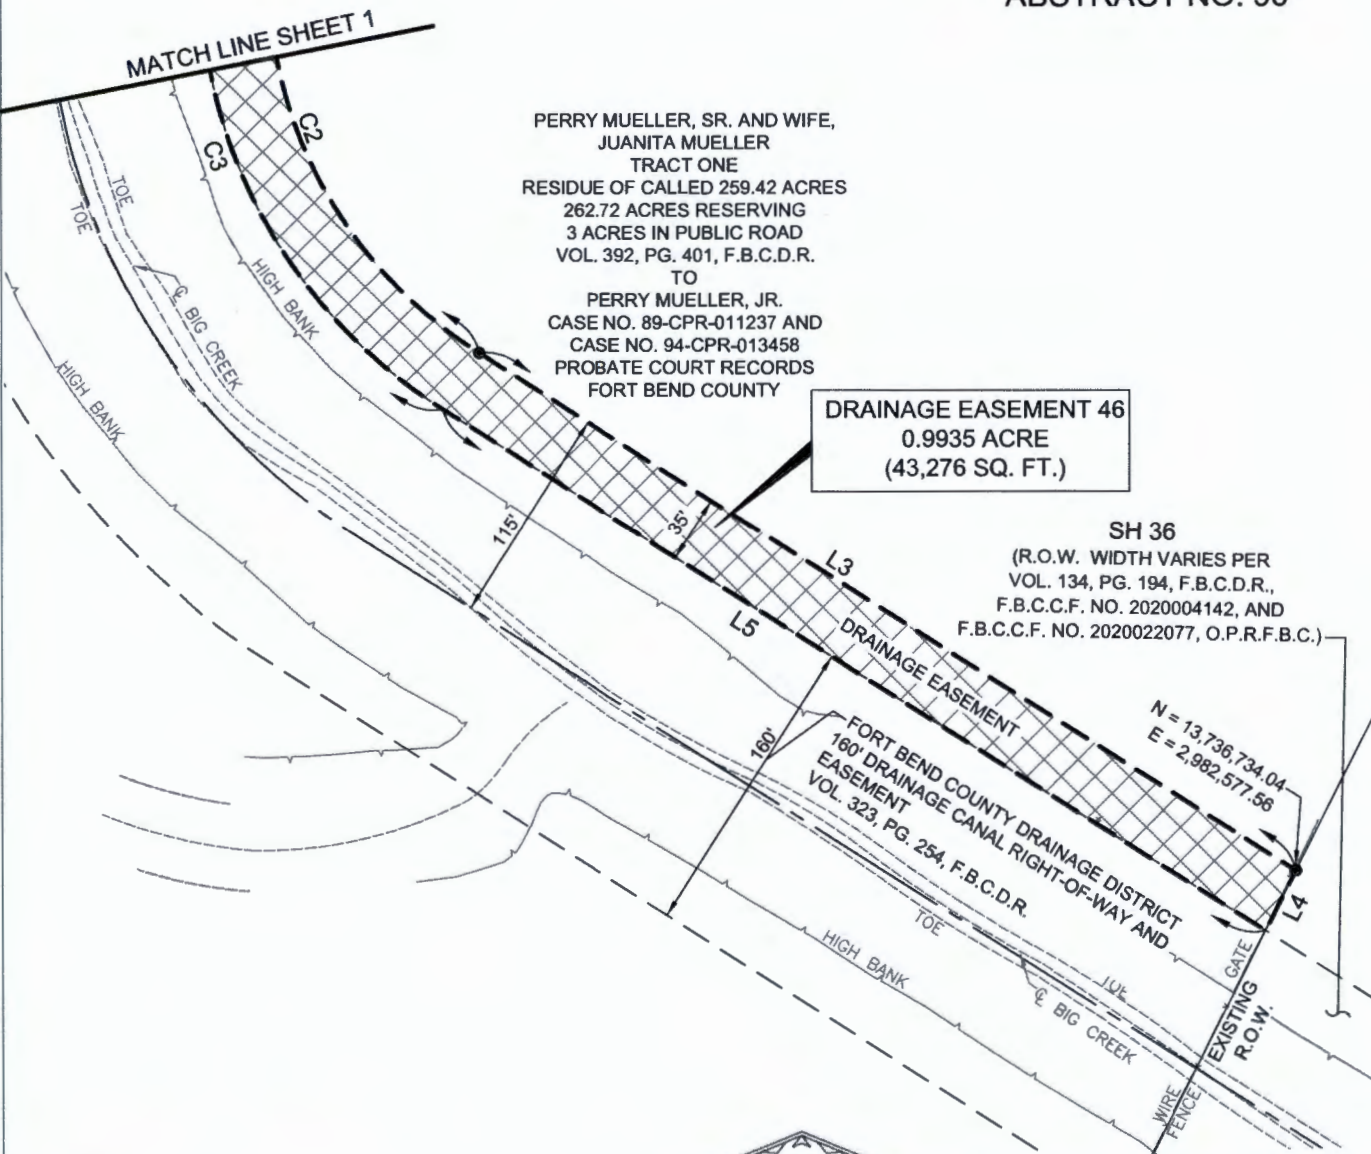 MATCH LINE SHEET 1
C2
C3
PERRY MUELLER, SR. AND WIFE,
JUANITA MUELLER
TRACT ONE
RESIDUE OF CALLED 259.42 ACRES
262.72 ACRES RESERVING
3 ACRES IN PUBLIC ROAD
VOL. 392, PG. 401, F.B.C.D.R.
TO
PERRY MUELLER, JR.
CASE NO. 89-CPR-011237 AND
CASE NO. 94-CPR-013458
PROBATE COURT RECORDS
FORT BEND COUNTY
TOE
TOE
HIGH BANK
℄ BIG CREEK
HIGH BANK
DRAINAGE EASEMENT 46
0.9935 ACRE
(43,276 SQ. FT.)
115'
35'
L3
L5
SH 36
(R.O.W. WIDTH VARIES PER
VOL. 134, PG. 194, F.B.C.D.R.,
F.B.C.C.F. NO. 2020004142, AND
F.B.C.C.F. NO. 2020022077, O.P.R.F.B.C.)
DRAINAGE EASEMENT
N = 13,736,734.04
E = 2,982,577.56
160'
FORT BEND COUNTY DRAINAGE DISTRICT
160' DRAINAGE CANAL RIGHT-OF-WAY AND
EASEMENT
VOL. 323, PG. 254, F.B.C.D.R.
L4
TOE
HIGH BANK
TOE
℄ BIG CREEK
GATE
EXISTING
R.O.W.
WIRE
FENCE